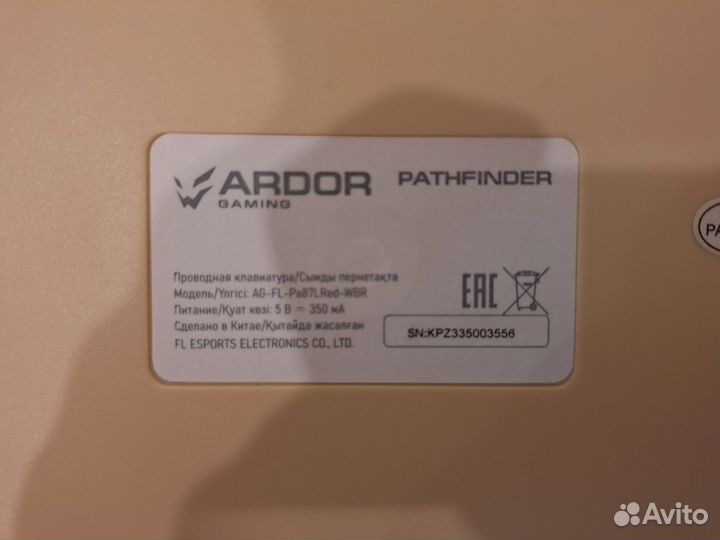 ARDOR
GAMING
PATHFINDER
Проводная клавиатура/Сымды пернетақта
Модель/Үлгісі: AG-FL-Pa87LRed-WBR
Питание/Қуат көзі: 5 В ⎓ 350 мА
Сделано в Китае/Қытайда жасалған
FL ESPORTS ELECTRONICS CO., LTD.
EAC
SN:KPZ335003556
PA
Avito